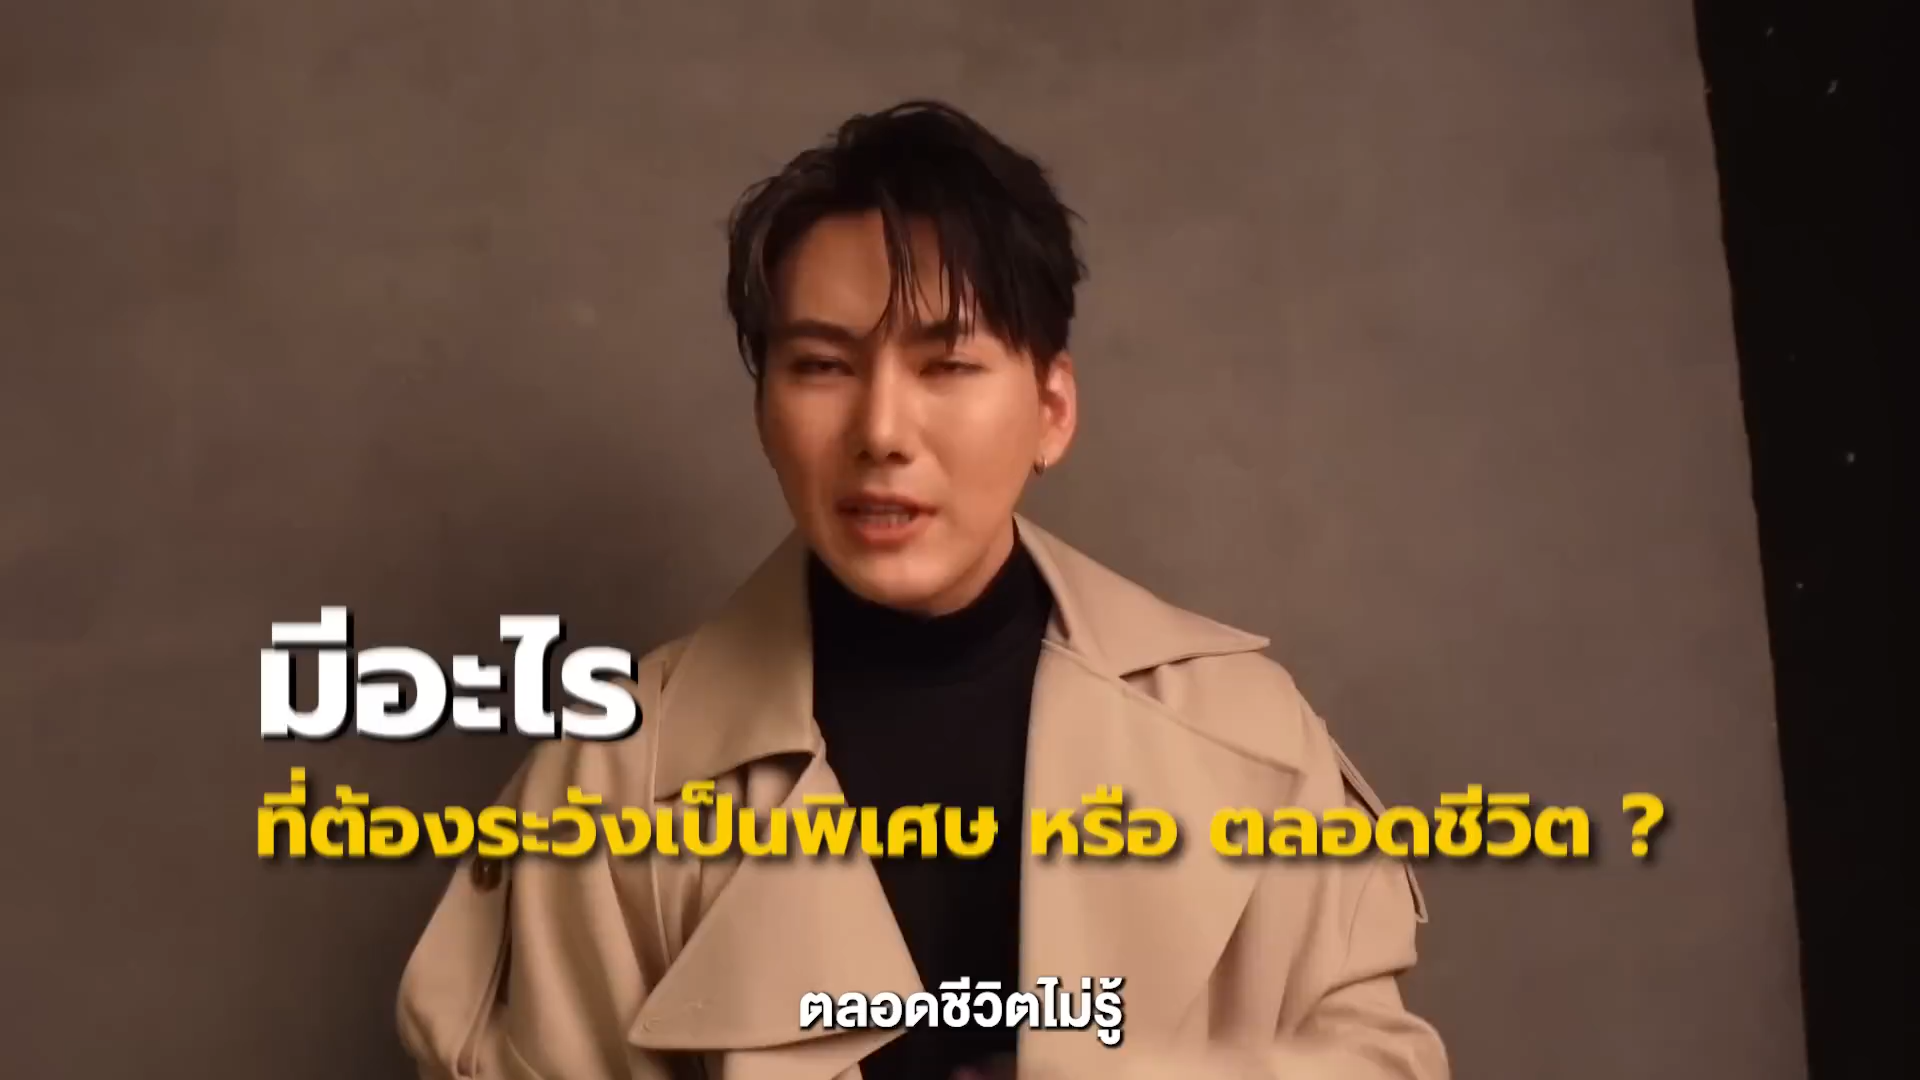 มีอะไร
ที่ต้องระวังเป็นพิเศษ หรือ ตลอดชีวิต ?
ตลอดชีวิตไม่รู้